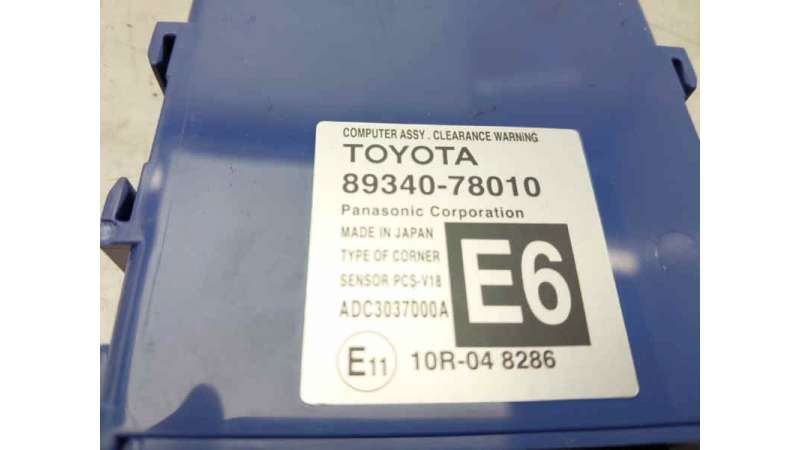 COMPUTER ASSY. CLEARANCE WARNING
TOYOTA
89340-78010
Panasonic Corporation
MADE IN JAPAN
TYPE OF CORNER
SENSOR PCS-V18
ADC3037000A
E6
E11 10R-04 8286